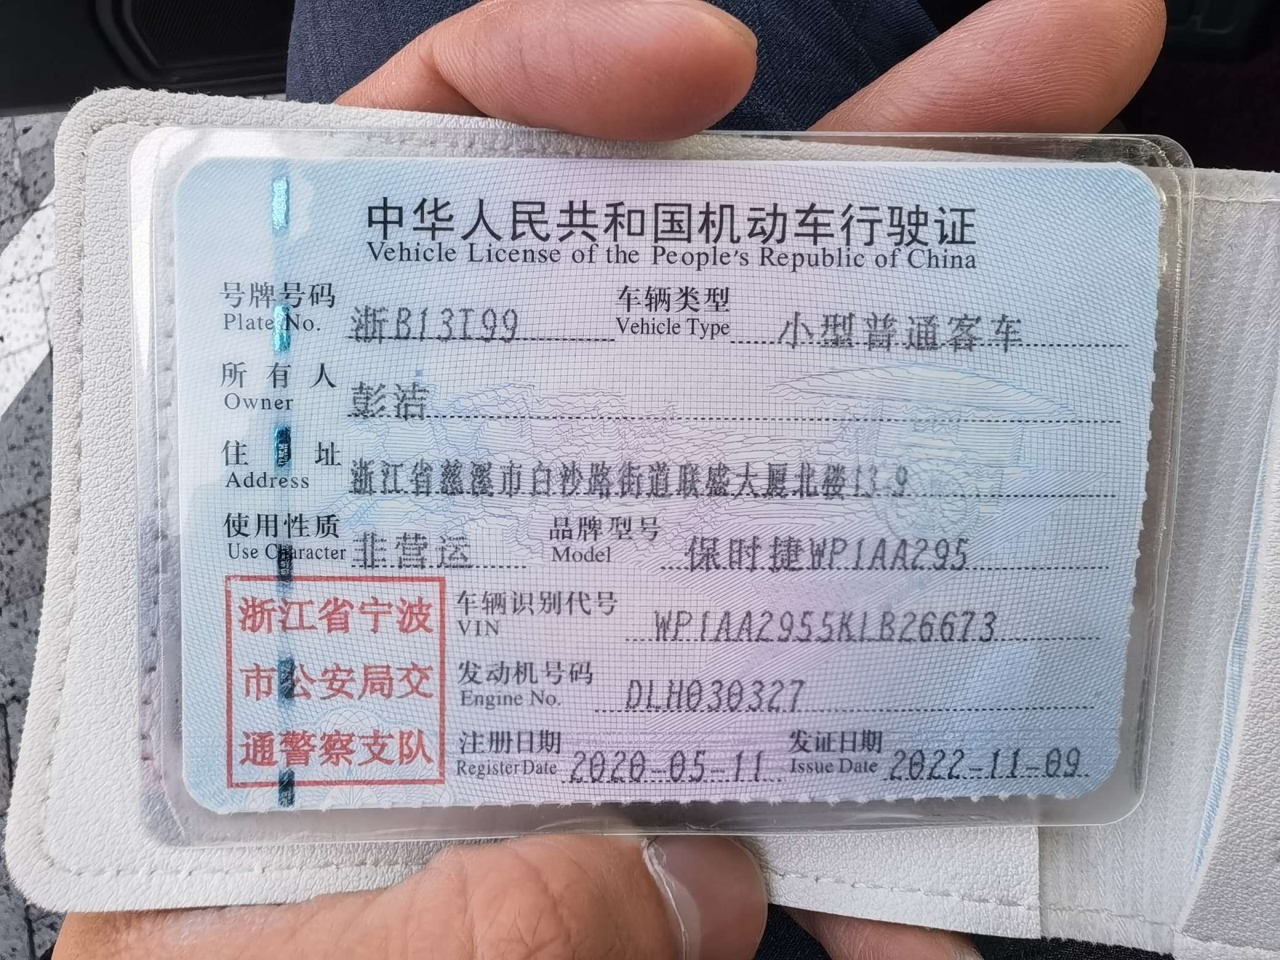 中华人民共和国机动车行驶证
Vehicle License of the People's Republic of China
号牌号码 浙B13T99 车辆类型 小型普通客车
Plate No. Vehicle Type
所有人 彭洁
Owner
住址 浙江省慈溪市白沙路街道联盛大厦北楼13-9
Address
使用性质 非营运 品牌型号 保时捷WP1AA295
Use Character Model
浙江省宁波
市公安局交
通警察支队
车辆识别代号 WP1AA2955KLB26673
VIN
发动机号码 DLH030327
Engine No.
注册日期 2020-05-11 发证日期 2022-11-09
Register Date Issue Date